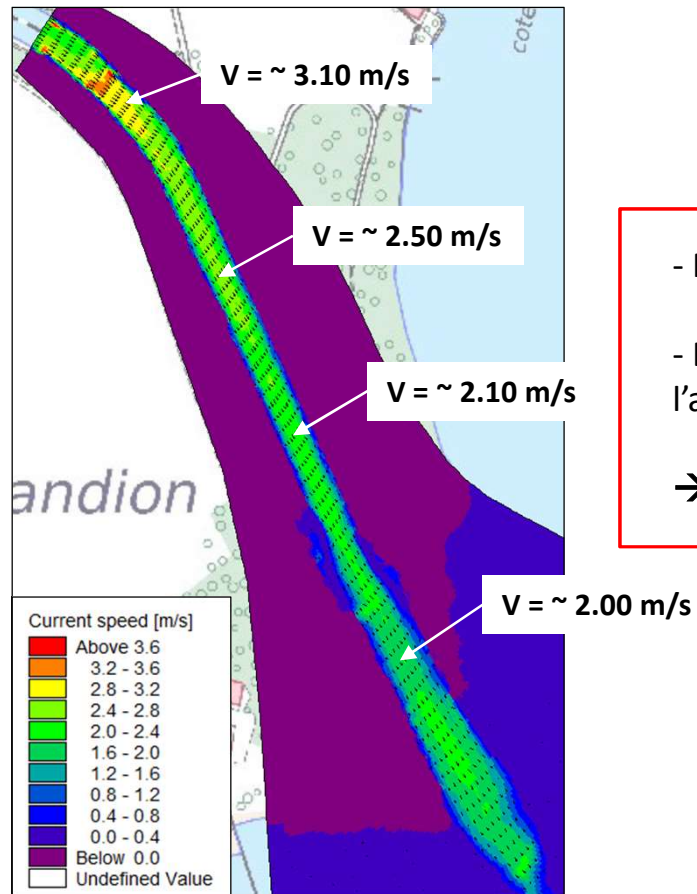 cote
V = ~ 3.10 m/s
V = ~ 2.50 m/s
V = ~ 2.10 m/s
andion
V = ~ 2.00 m/s
Current speed [m/s]
Above 3.6
3.2 - 3.6
2.8 - 3.2
2.4 - 2.8
2.0 - 2.4
1.6 - 2.0
1.2 - 1.6
0.8 - 1.2
0.4 - 0.8
0.0 - 0.4
Below 0.0
Undefined Value
-
-
l'a
→